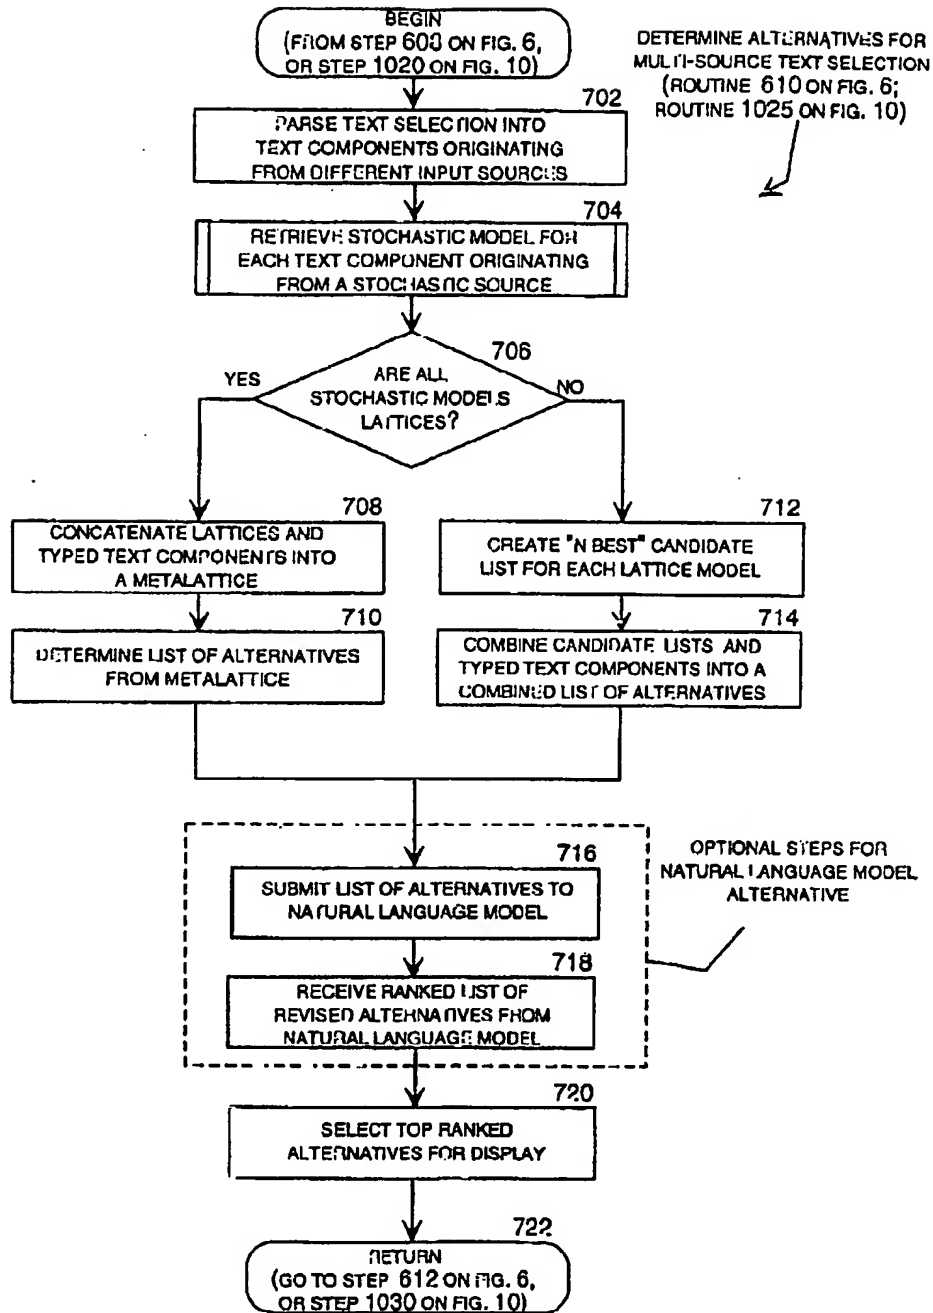 BEGIN
(FROM STEP 608 ON FIG. 6,
OR STEP 1020 ON FIG. 10)
DETERMINE ALTERNATIVES FOR
MULTI-SOURCE TEXT SELECTION
(ROUTINE 610 ON FIG. 6;
ROUTINE 1025 ON FIG. 10)
702
PARSE TEXT SELECTION INTO
TEXT COMPONENTS ORIGINATING
FROM DIFFERENT INPUT SOURCES
704
RETRIEVE STOCHASTIC MODEL FOR
EACH TEXT COMPONENT ORIGINATING
FROM A STOCHASTIC SOURCE
706
YES
ARE ALL
STOCHASTIC MODELS
LATTICES?
NO
708
CONCATENATE LATTICES AND
TYPED TEXT COMPONENTS INTO
A METALATTICE
712
CREATE "N BEST" CANDIDATE
LIST FOR EACH LATTICE MODEL
710
DETERMINE LIST OF ALTERNATIVES
FROM METALATTICE
714
COMBINE CANDIDATE LISTS AND
TYPED TEXT COMPONENTS INTO A
COMBINED LIST OF ALTERNATIVES
716
SUBMIT LIST OF ALTERNATIVES TO
NATURAL LANGUAGE MODEL
OPTIONAL STEPS FOR
NATURAL LANGUAGE MODEL
ALTERNATIVE
718
RECEIVE RANKED LIST OF
REVISED ALTERNATIVES FROM
NATURAL LANGUAGE MODEL
720
SELECT TOP RANKED
ALTERNATIVES FOR DISPLAY
722
RETURN
(GO TO STEP 612 ON FIG. 6,
OR STEP 1030 ON FIG. 10)